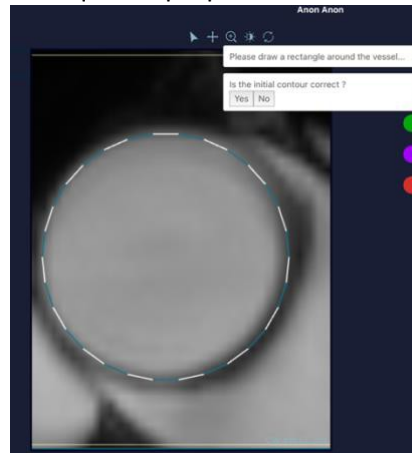 Anon Anon
Please draw a rectangle around the vessel...
Is the initial contour correct ?
Yes No